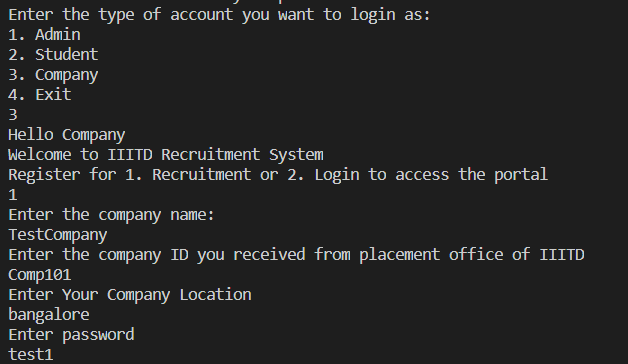 Enter the type of account you want to login as:
1. Admin
2. Student
3. Company
4. Exit
3
Hello Company
Welcome to IIITD Recruitment System
Register for 1. Recruitment or 2. Login to access the portal
1
Enter the company name:
TestCompany
Enter the company ID you received from placement office of IIITD
Comp101
Enter Your Company Location
bangalore
Enter password
test1